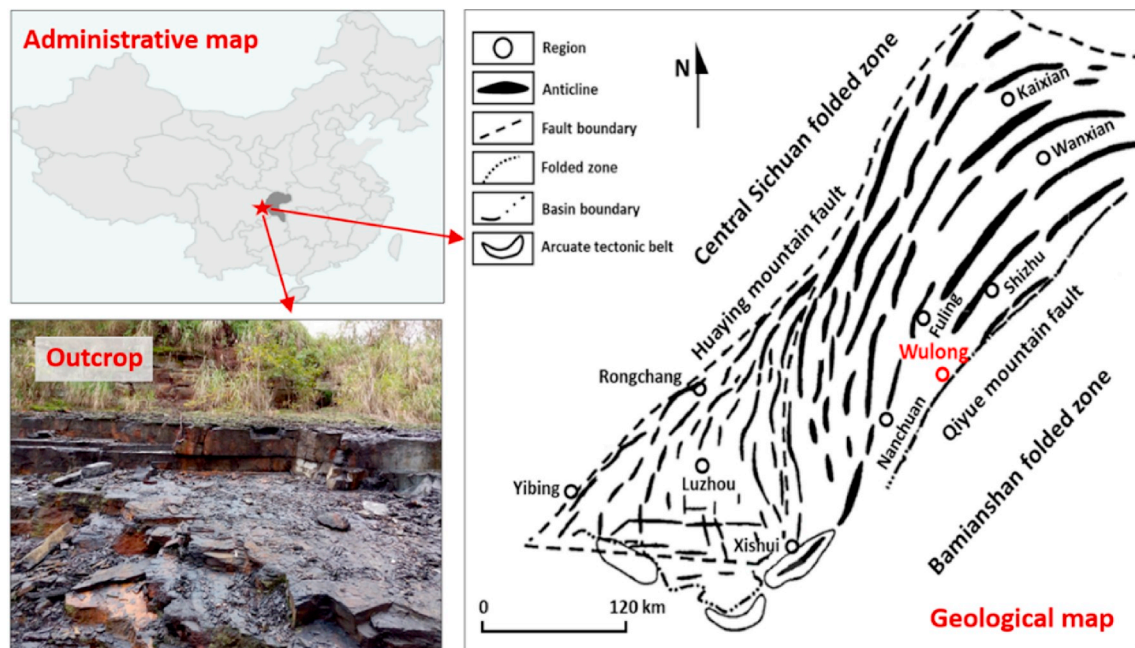 Administrative map
Outcrop
Region
Anticline
Fault boundary
Folded zone
Basin boundary
Arcuate tectonic belt
N
Central Sichuan folded zone
Huaying mountain fault
Kaixian
Wanxian
Shizhu
Fuling
Wulong
Qiyue mountain fault
Nanchuan
Rongchang
Luzhou
Yibing
Xishui
Bamianshan folded zone
0 120 km
Geological map